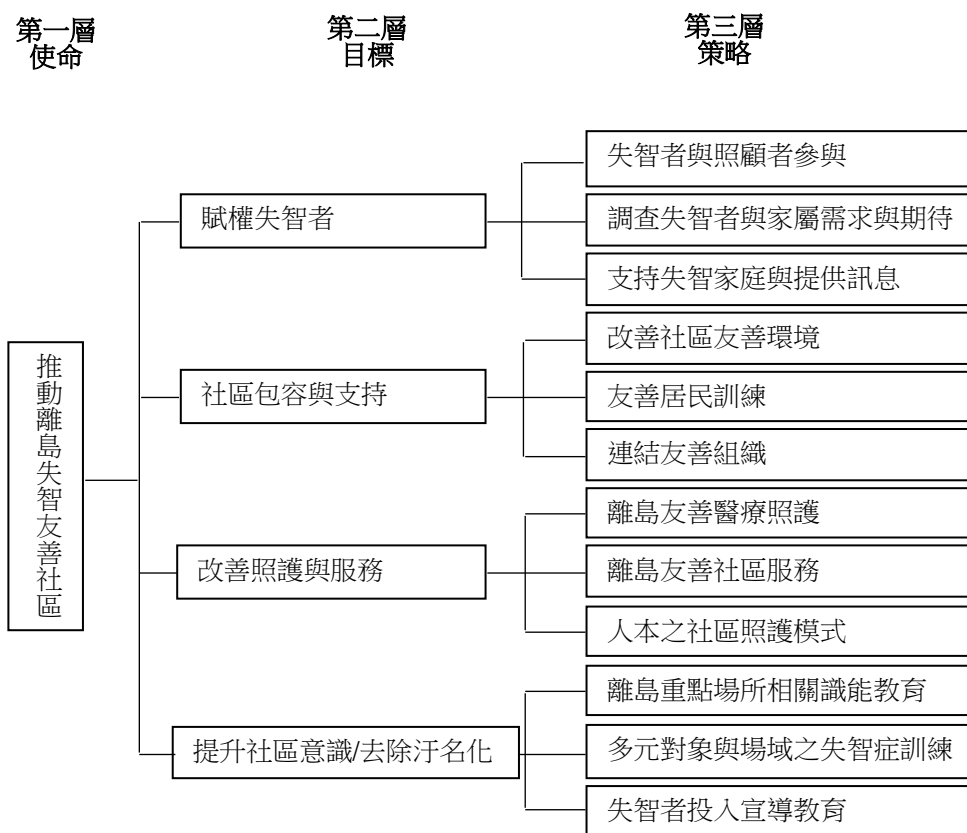 第一層
使命
第二層
目標
第三層
策略
推動離島失智友善社區
賦權失智者
失智者與照顧者參與
調查失智者與家屬需求與期待
支持失智家庭與提供訊息
社區包容與支持
改善社區友善環境
友善居民訓練
連結友善組織
改善照護與服務
離島友善醫療照護
離島友善社區服務
人本之社區照護模式
提升社區意識/去除汙名化
離島重點場所相關識能教育
多元對象與場域之失智症訓練
失智者投入宣導教育